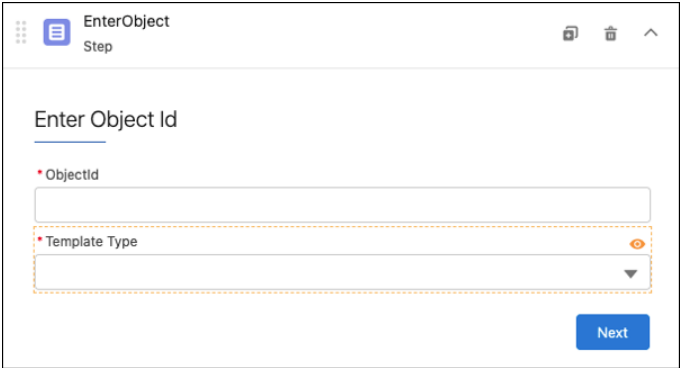 EnterObject
Step
Enter Object Id
* ObjectId
* Template Type
Next